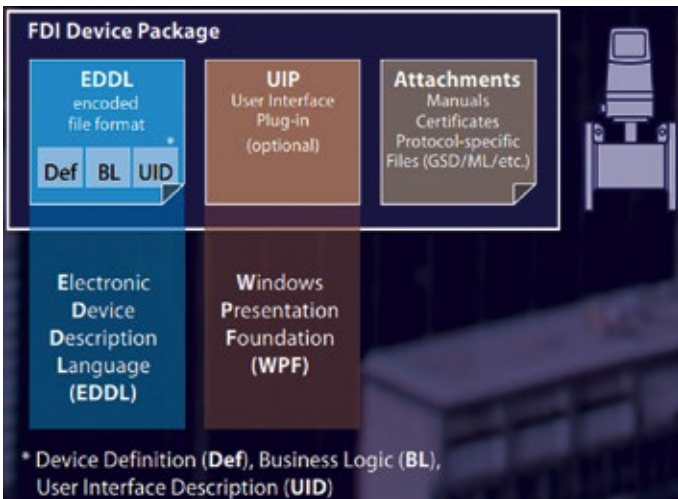 FDI Device Package
EDDL
encoded
file format
*
Def BL UID
UIP
User Interface
Plug-in
(optional)
Attachments
Manuals
Certificates
Protocol-specific
Files (GSD/ML/etc.)
Electronic
Device
Description
Language
(EDDL)
Windows
Presentation
Foundation
(WPF)
* Device Definition (Def), Business Logic (BL),
User Interface Description (UID)